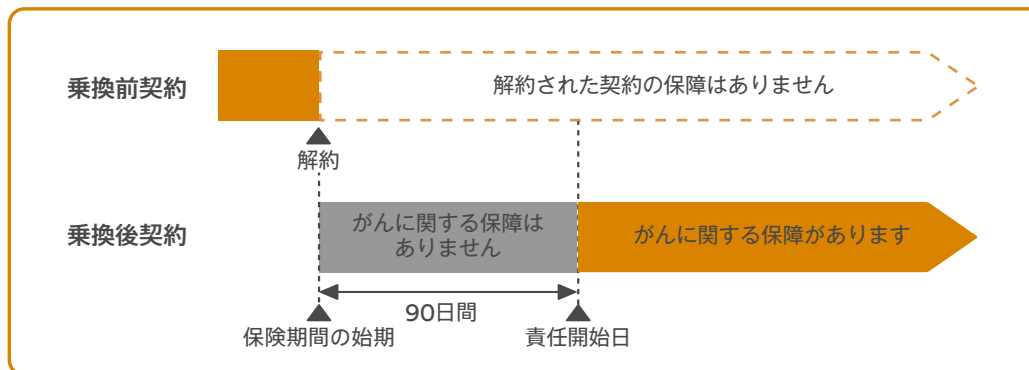 乗換前契約
解約された契約の保障はありません
解約
乗換後契約
がんに関する保障は
ありません
がんに関する保障があります
90日間
保険期間の始期
責任開始日